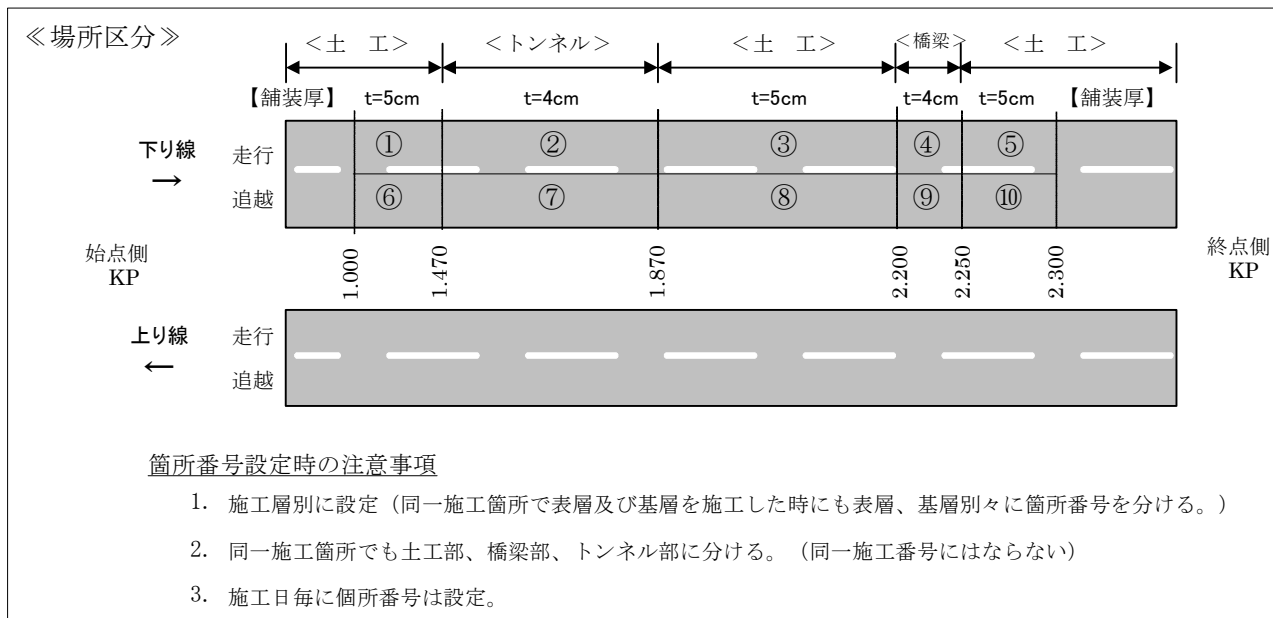 ≪場所区分≫
＜土　工＞ ＜トンネル＞ ＜土　工＞ ＜橋梁＞ ＜土　工＞
【舗装厚】 t=5cm t=4cm t=5cm t=4cm t=5cm 【舗装厚】
下り線
→
走行 ① ② ③ ④ ⑤
追越 ⑥ ⑦ ⑧ ⑨ ⑩
始点側
KP
1.000 1.470 1.870 2.200 2.250 2.300
終点側
KP
上り線
←
走行
追越
箇所番号設定時の注意事項
1. 施工層別に設定（同一施工箇所で表層及び基層を施工した時にも表層、基層別々に箇所番号を分ける。）
2. 同一施工箇所でも土工部、橋梁部、トンネル部に分ける。（同一施工番号にはならない）
3. 施工日毎に個所番号は設定。